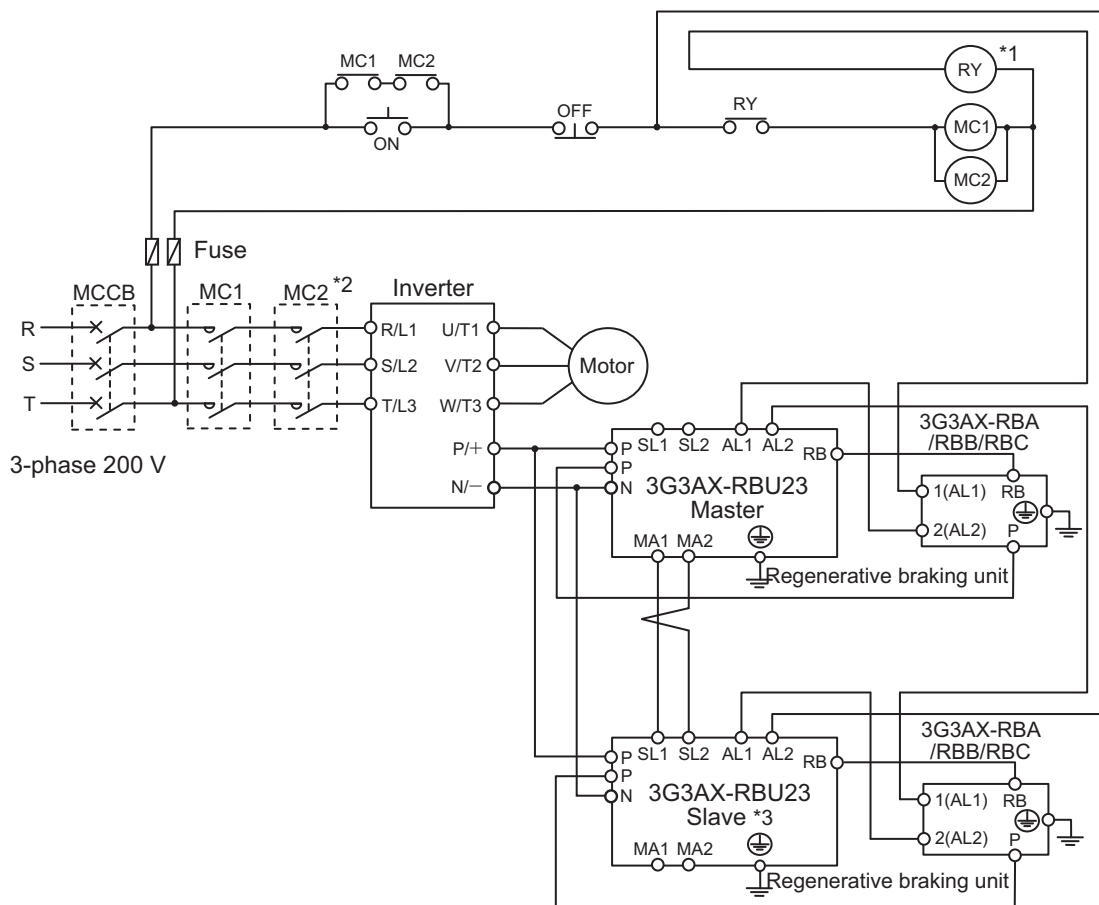 *1
RY
MC1 MC2
OFF
RY
MC1
ON
MC2
Fuse
MCCB MC1 MC2 *2 Inverter
R R/L1 U/T1
S S/L2 V/T2 Motor
T T/L3 W/T3
3-phase 200 V
P/+
N/−
SL1 SL2 AL1 AL2
P
P
N
RB
3G3AX-RBU23
Master
MA1 MA2
Regenerative braking unit
3G3AX-RBA
/RBB/RBC
1(AL1) RB
2(AL2) P
SL1 SL2 AL1 AL2
P
P
N
RB
3G3AX-RBU23
Slave *3
MA1 MA2
Regenerative braking unit
3G3AX-RBA
/RBB/RBC
1(AL1) RB
2(AL2) P